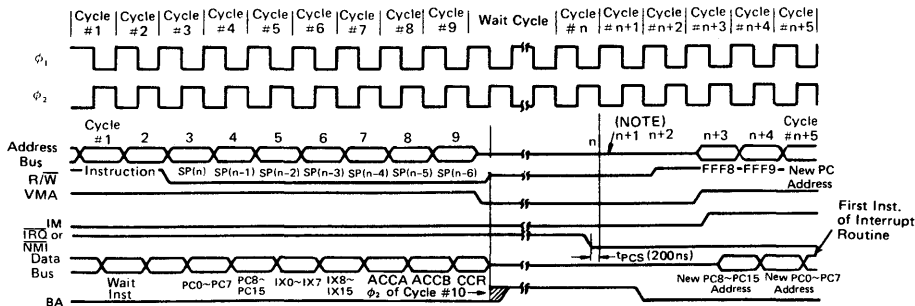 Cycle #1 Cycle #2 Cycle #3 Cycle #4 Cycle #5 Cycle #6 Cycle #7 Cycle #8 Cycle #9 Wait Cycle Cycle #n Cycle #n+1 Cycle #n+2 Cycle #n+3 Cycle #n+4 Cycle #n+5
φ1
φ2
Cycle #1 2 3 4 5 6 7 8 9 n (NOTE) n+1 n+2 n+3 n+4 Cycle #n+5
Address Bus
Instruction SP(n) SP(n-1) SP(n-2) SP(n-3) SP(n-4) SP(n-5) SP(n-6) FFF8 FFF9 New PC Address
R/W̅
VMA
IM
I̅R̅Q̅ or N̅M̅I̅
tPCS (200ns)
First Inst. of Interrupt Routine
Data Bus
Wait Inst PC0~PC7 PC8~PC15 IX0~IX7 IX8~IX15 ACCA ACCB CCR New PC8~PC15 Address New PC0~PC7 Address
φ2 of Cycle #10
BA